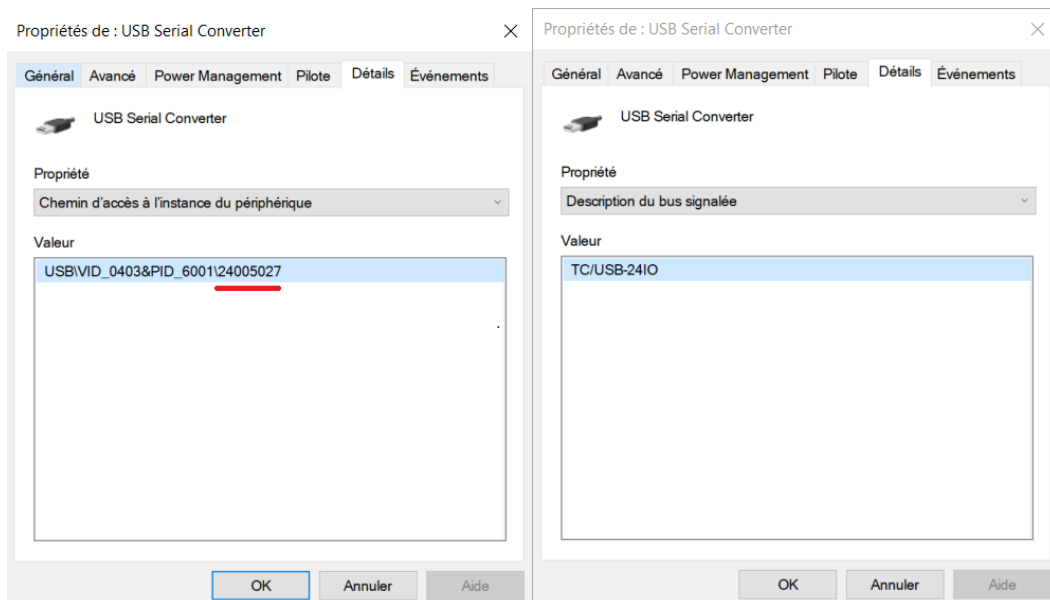 Propriétés de : USB Serial Converter
Général Avancé Power Management Pilote Détails Événements
USB Serial Converter
Propriété
Chemin d'accès à l'instance du périphérique
Valeur
USB\VID_0403&PID_6001\24005027
.
OK Annuler Aide
Propriétés de : USB Serial Converter
Général Avancé Power Management Pilote Détails Événements
USB Serial Converter
Propriété
Description du bus signalée
Valeur
TC/USB-24IO
OK Annuler Aide